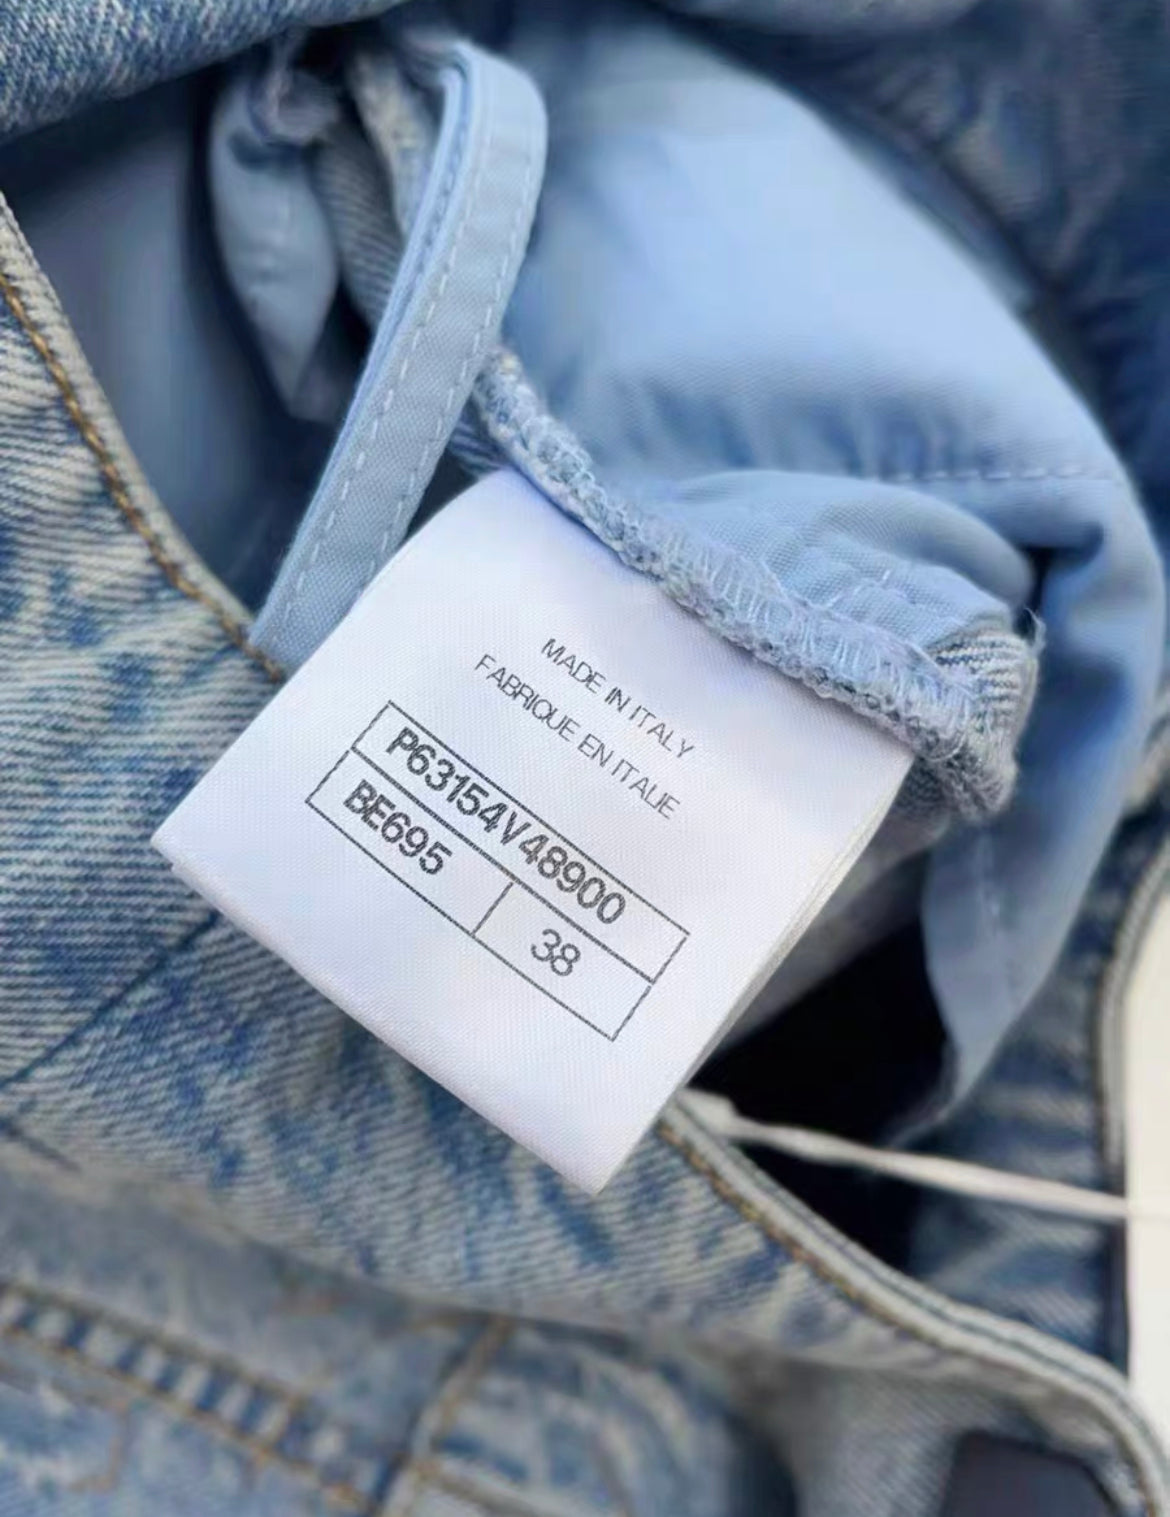 MADE IN ITALY
FABRIQUE EN ITALIE
P63154V48900
BE695
38